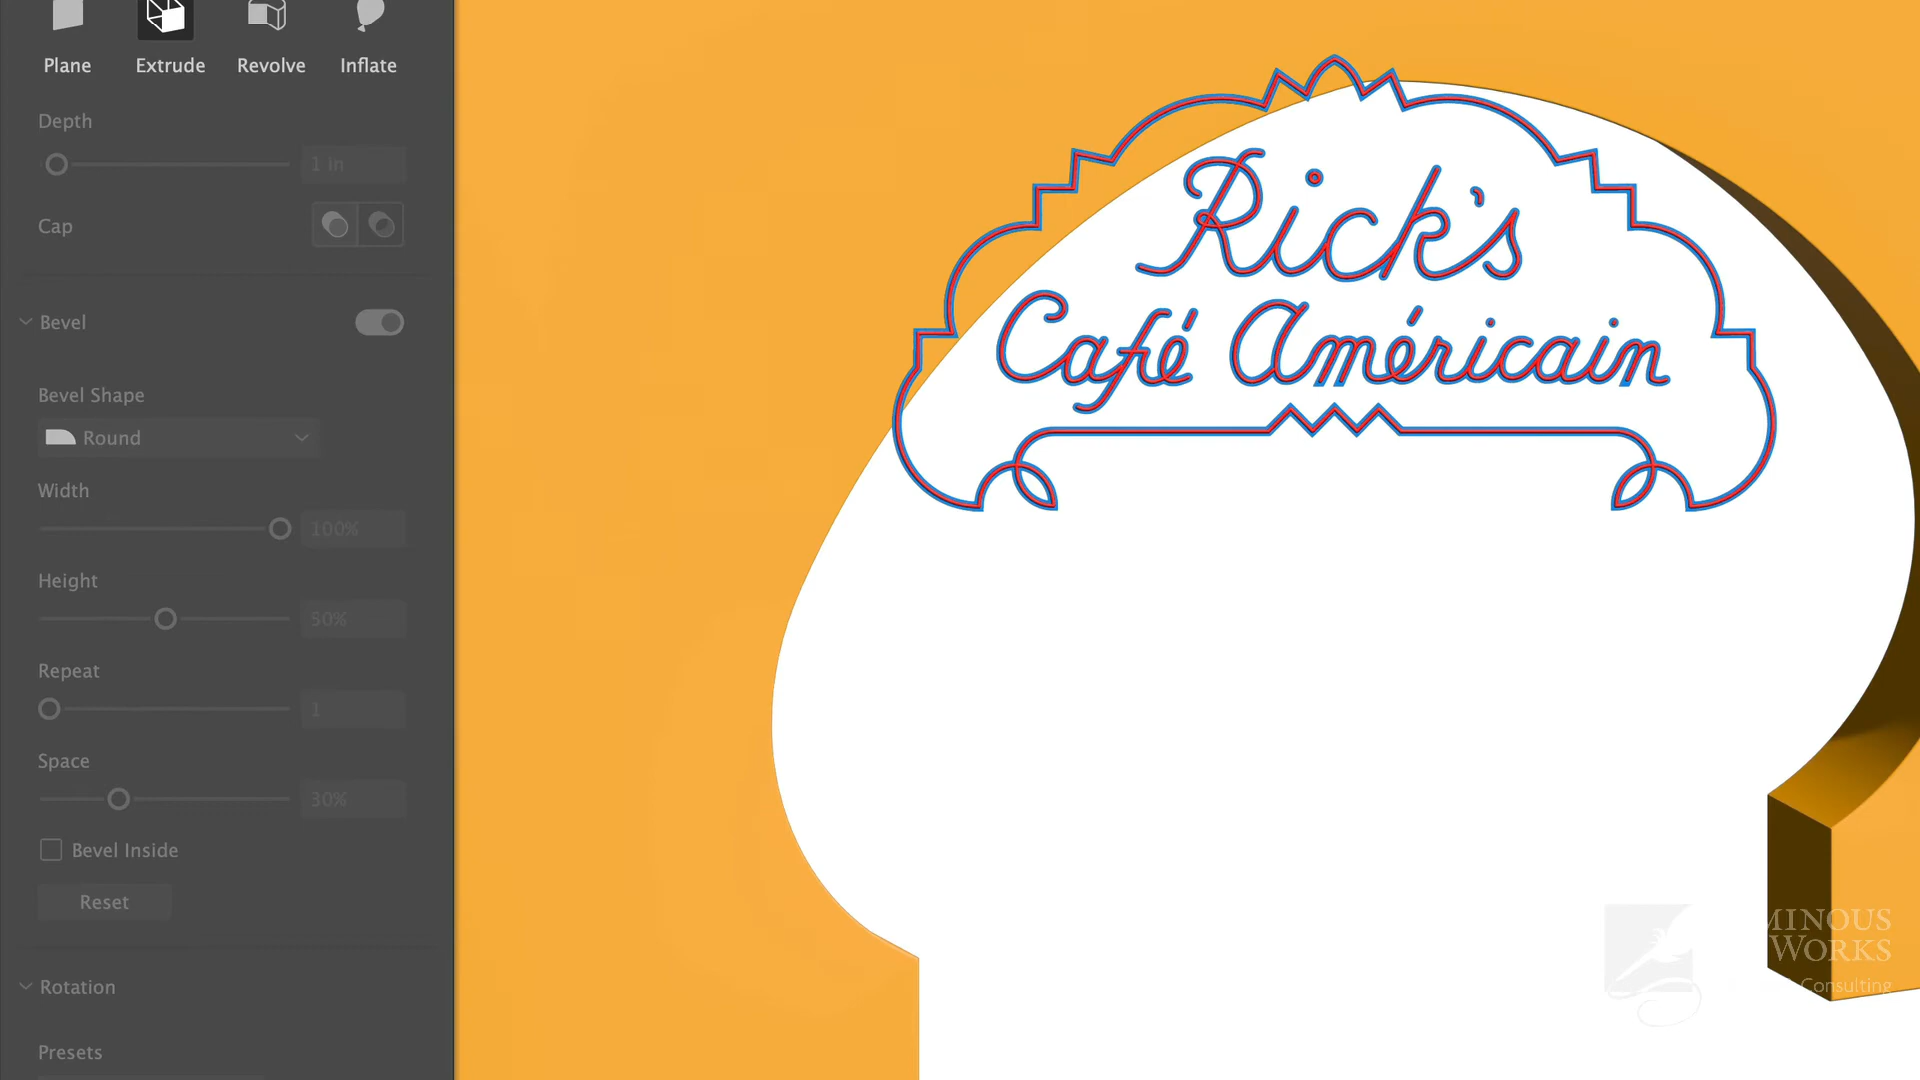 Plane Extrude Revolve Inflate
Depth
1 in
Cap
Bevel
Bevel Shape
Round
Width
100%
Height
50%
Repeat
1
Space
30%
Bevel Inside
Reset
Rotation
Presets
Rick's
Café Américain
WORKS
Consulting